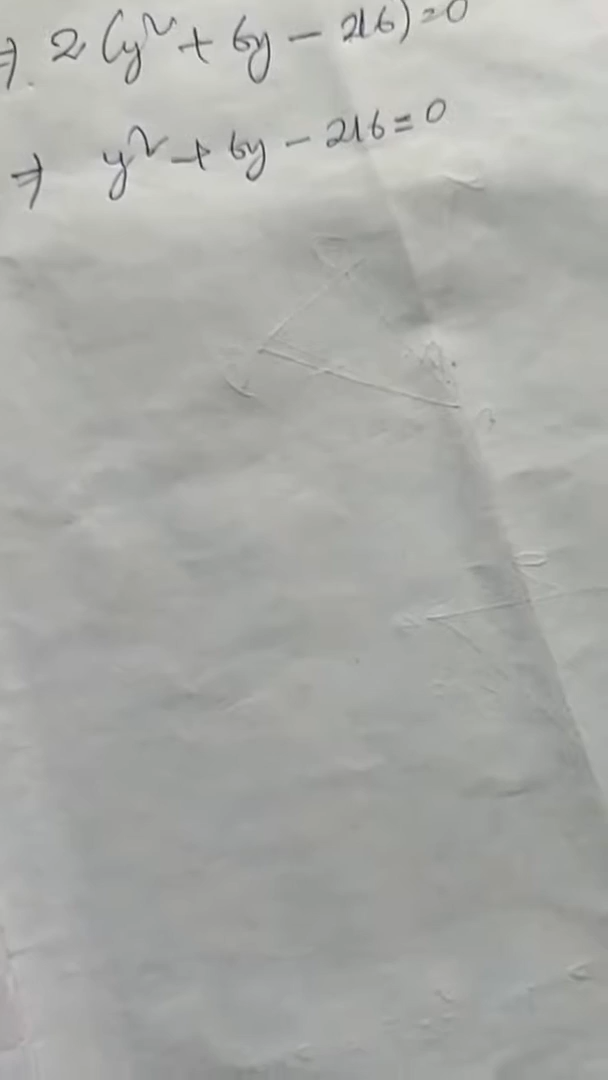 ⇒ 2(y² + 6y − 216) = 0
⇒ y² + 6y − 216 = 0